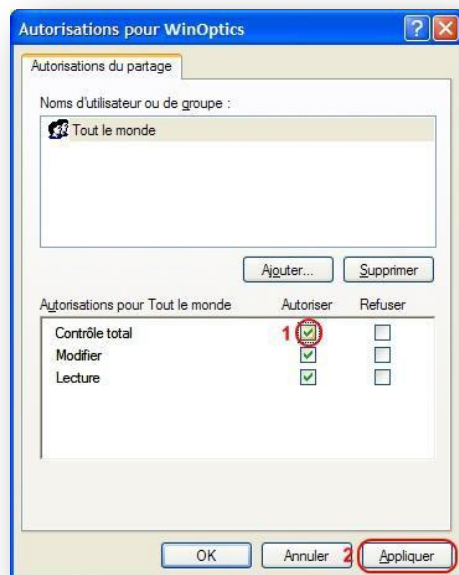 Autorisations pour WinOptics
Autorisations du partage
Noms d'utilisateur ou de groupe :
Tout le monde
Ajouter... Supprimer
Autorisations pour Tout le monde Autoriser Refuser
Contrôle total 1
Modifier
Lecture
OK Annuler 2 Appliquer